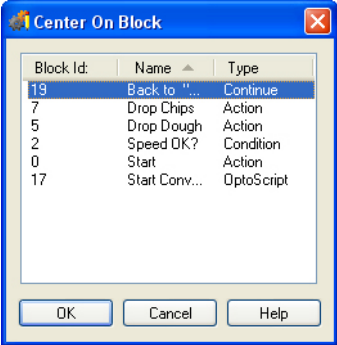 Center On Block
Block Id: Name Type
19 Back to "... Continue
7 Drop Chips Action
5 Drop Dough Action
2 Speed OK? Condition
0 Start Action
17 Start Conv... OptoScript
OK Cancel Help